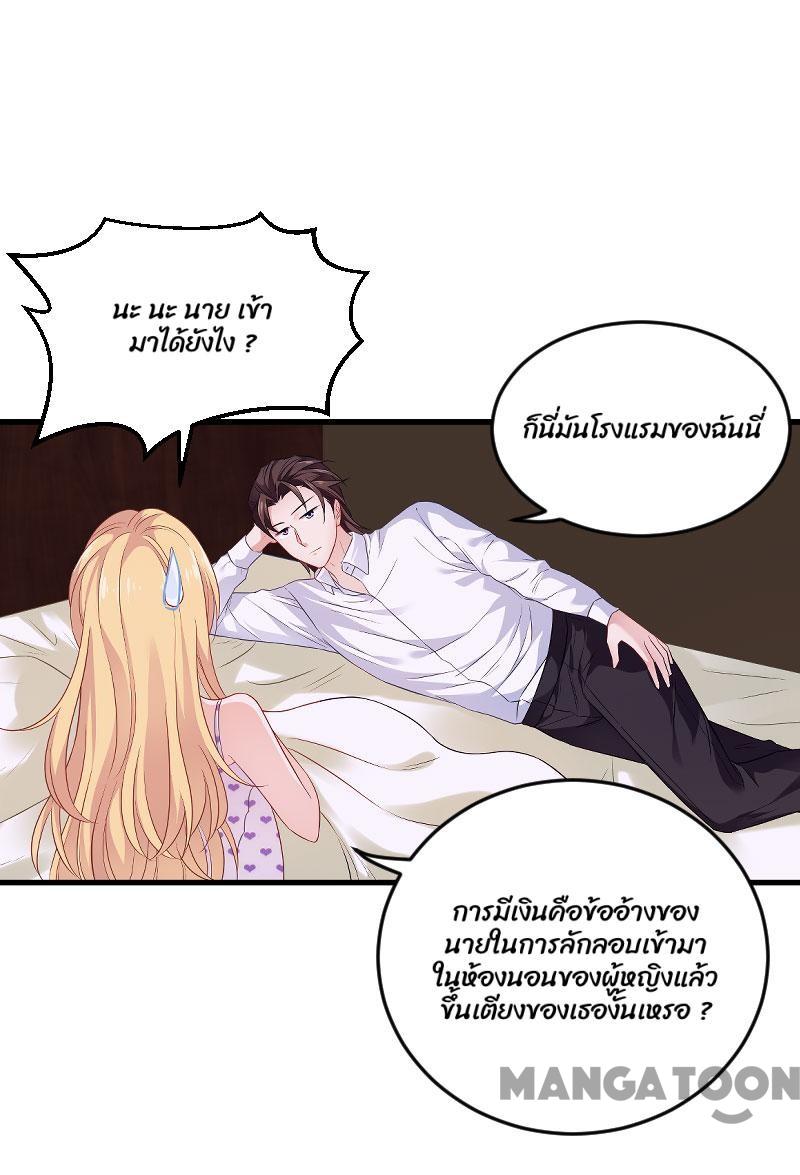 นะ นะ นาย เข้า
มาได้ยังไง ?
ก็นี่มันโรงแรมของฉันนี่
การมีเงินคือข้ออ้างของ
นายในการลักลอบเข้ามา
ในห้องนอนของผู้หญิงแล้ว
ขึ้นเตียงของเธองั้นเหรอ ?
MANGATOON